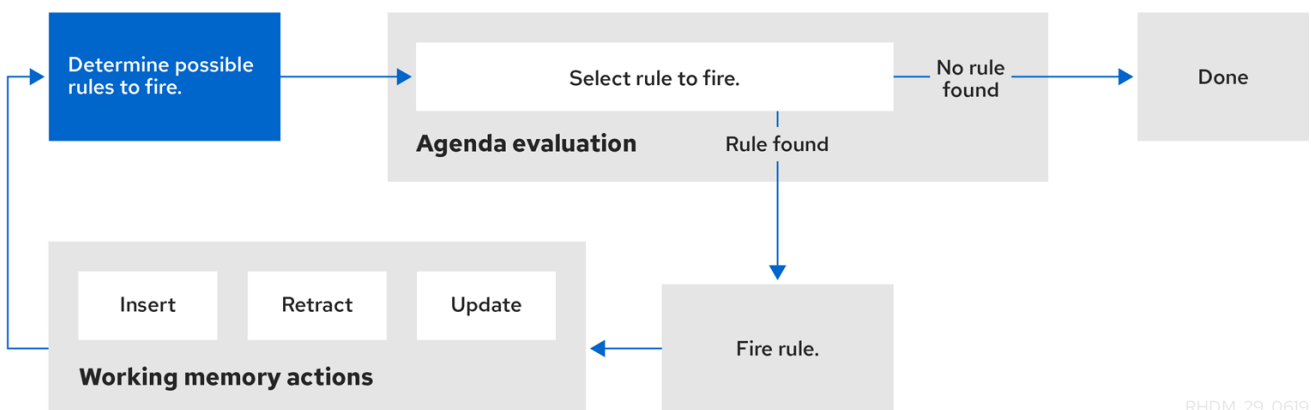 Determine possible
rules to fire.
Select rule to fire.
No rule
found
Done
Agenda evaluation
Rule found
Insert
Retract
Update
Fire rule.
Working memory actions
RHDM_29_0619